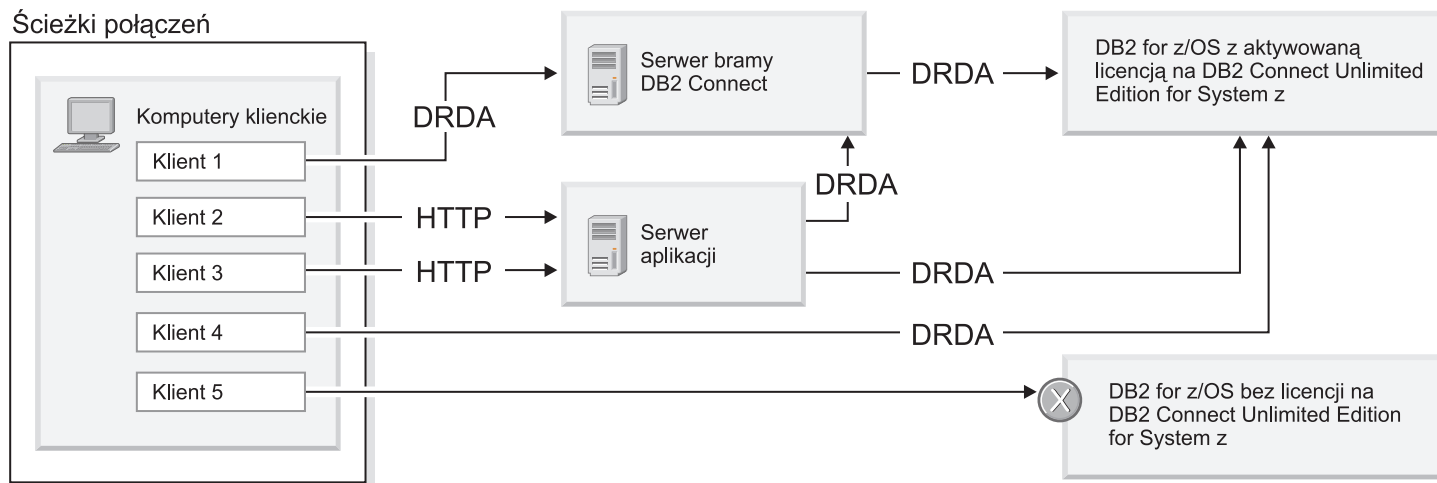 Ścieżki połączeń
Komputery klienckie
Klient 1
Klient 2
Klient 3
Klient 4
Klient 5
DRDA
HTTP
HTTP
Serwer bramy
DB2 Connect
Serwer
aplikacji
DRDA
DRDA
DRDA
DRDA
DB2 for z/OS z aktywowaną
licencją na DB2 Connect Unlimited
Edition for System z
X
DB2 for z/OS bez licencji na
DB2 Connect Unlimited Edition
for System z